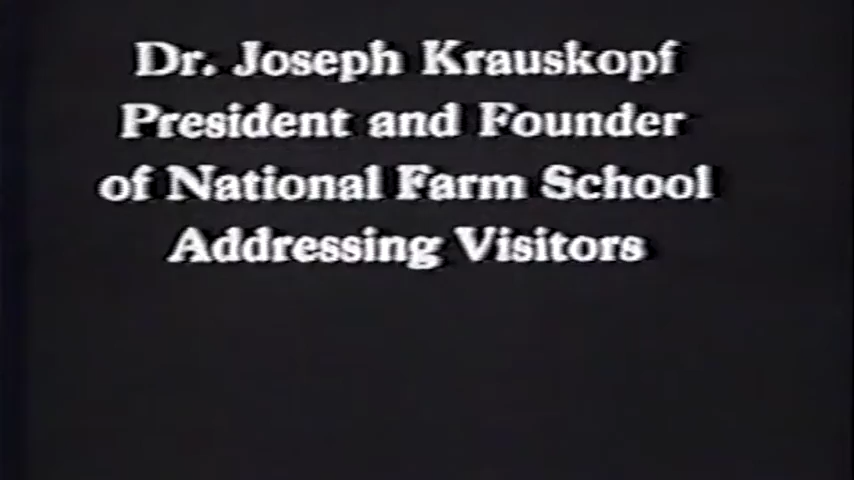 Dr. Joseph Krauskopf
President and Founder
of National Farm School
Addressing Visitors